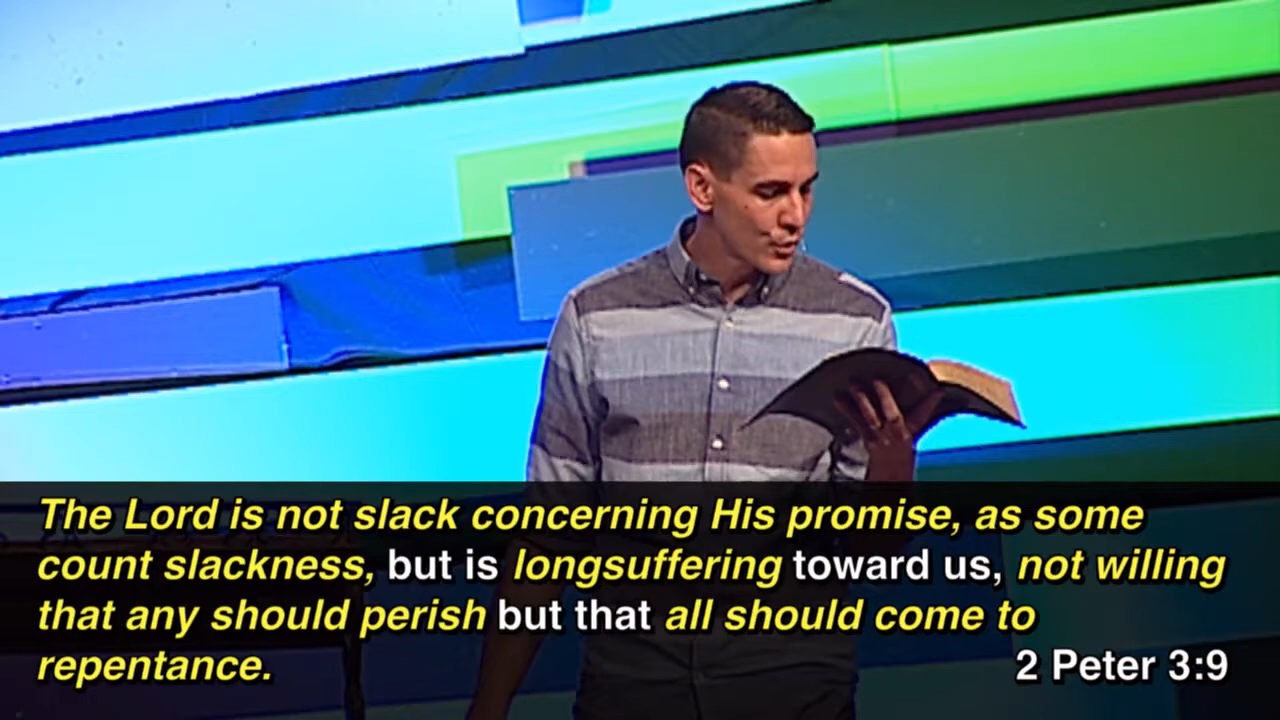 The Lord is not slack concerning His promise, as some
count slackness, but is longsuffering toward us, not willing
that any should perish but that all should come to
repentance.
2 Peter 3:9